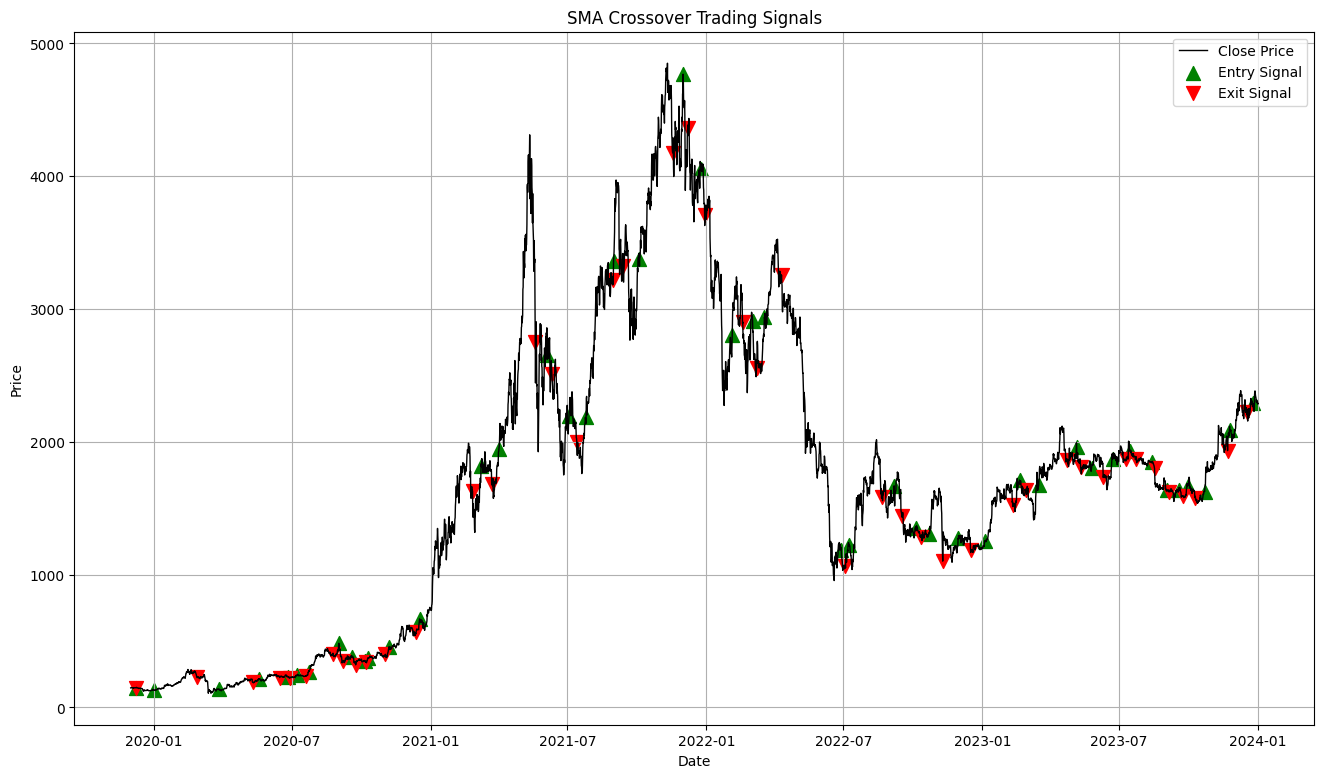 SMA Crossover Trading Signals
Close Price
Entry Signal
Exit Signal
Price
5000
4000
3000
2000
1000
0
2020-01
2020-07
2021-01
2021-07
2022-01
2022-07
2023-01
2023-07
2024-01
Date